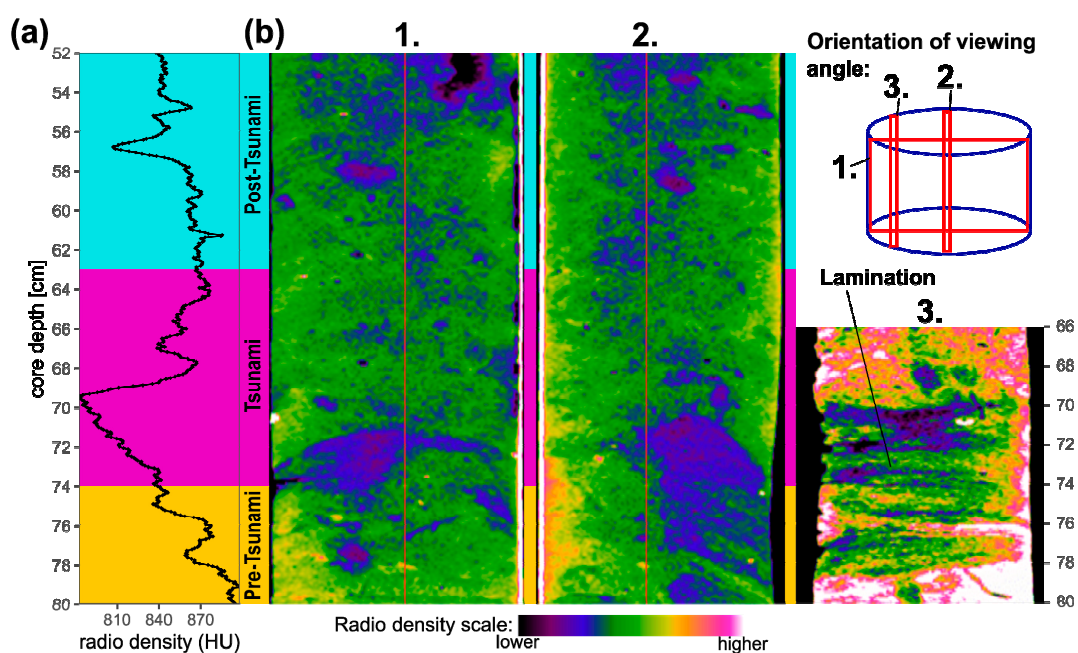 (a)
(b)
1.
2.
Orientation of viewing
angle:
3.
2.
1.
52
54
56
58
60
62
64
66
68
70
72
74
76
78
80
core depth [cm]
Post-Tsunami
Tsunami
Pre-Tsunami
Lamination
3.
66
68
70
72
74
76
78
60
810 840 870
radio density (HU)
Radio density scale:
lower
higher